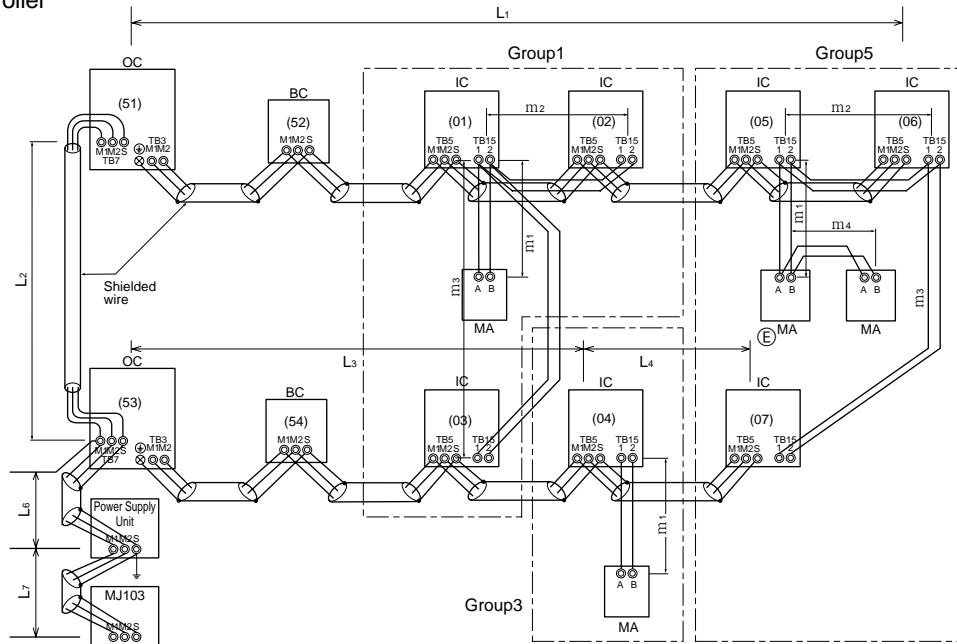 oller
L1
Group1
Group5
OC
BC
IC
IC
IC
IC
(51)
(52)
(01)
(02)
(05)
(06)
m2
m2
TB3
M1M2S
M1M2
TB7
M1M2S
TB5
M1M2S
TB15
1 2
TB5
M1M2S
TB15
1 2
TB5
M1M2S
TB15
1 2
TB5
M1M2S
TB15
1 2
L2
Shielded
wire
m1
m3
m1
m4
m3
A B
MA
A B
MA
A B
MA
E
L3
L4
OC
BC
IC
IC
IC
(53)
(54)
(03)
(04)
(07)
TB3
M1M2S
M1M2
TB7
M1M2S
TB5
M1M2S
TB15
1 2
TB5
M1M2S
TB15
1 2
TB5
M1M2S
TB15
1 2
L6
Power Supply
Unit
M1M2S
m1
L7
MJ103
M1M2S
Group3
A B
MA